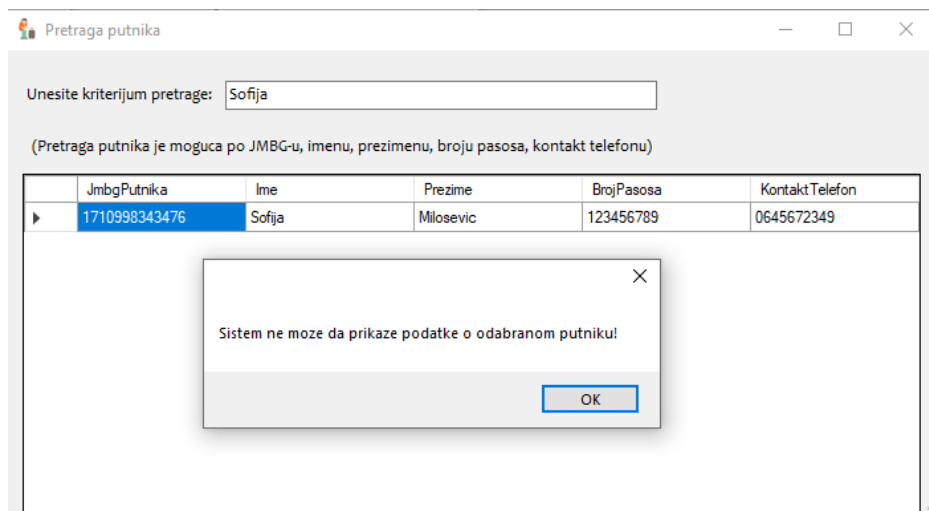 Pretraga putnika
Unesite kriterijum pretrage: Sofija
(Pretraga putnika je moguca po JMBG-u, imenu, prezimenu, broju pasosa, kontakt telefonu)
JmbgPutnika Ime Prezime BrojPasosa KontaktTelefon
1710998343476 Sofija Milosevic 123456789 0645672349
Sistem ne moze da prikaze podatke o odabranom putniku!
OK